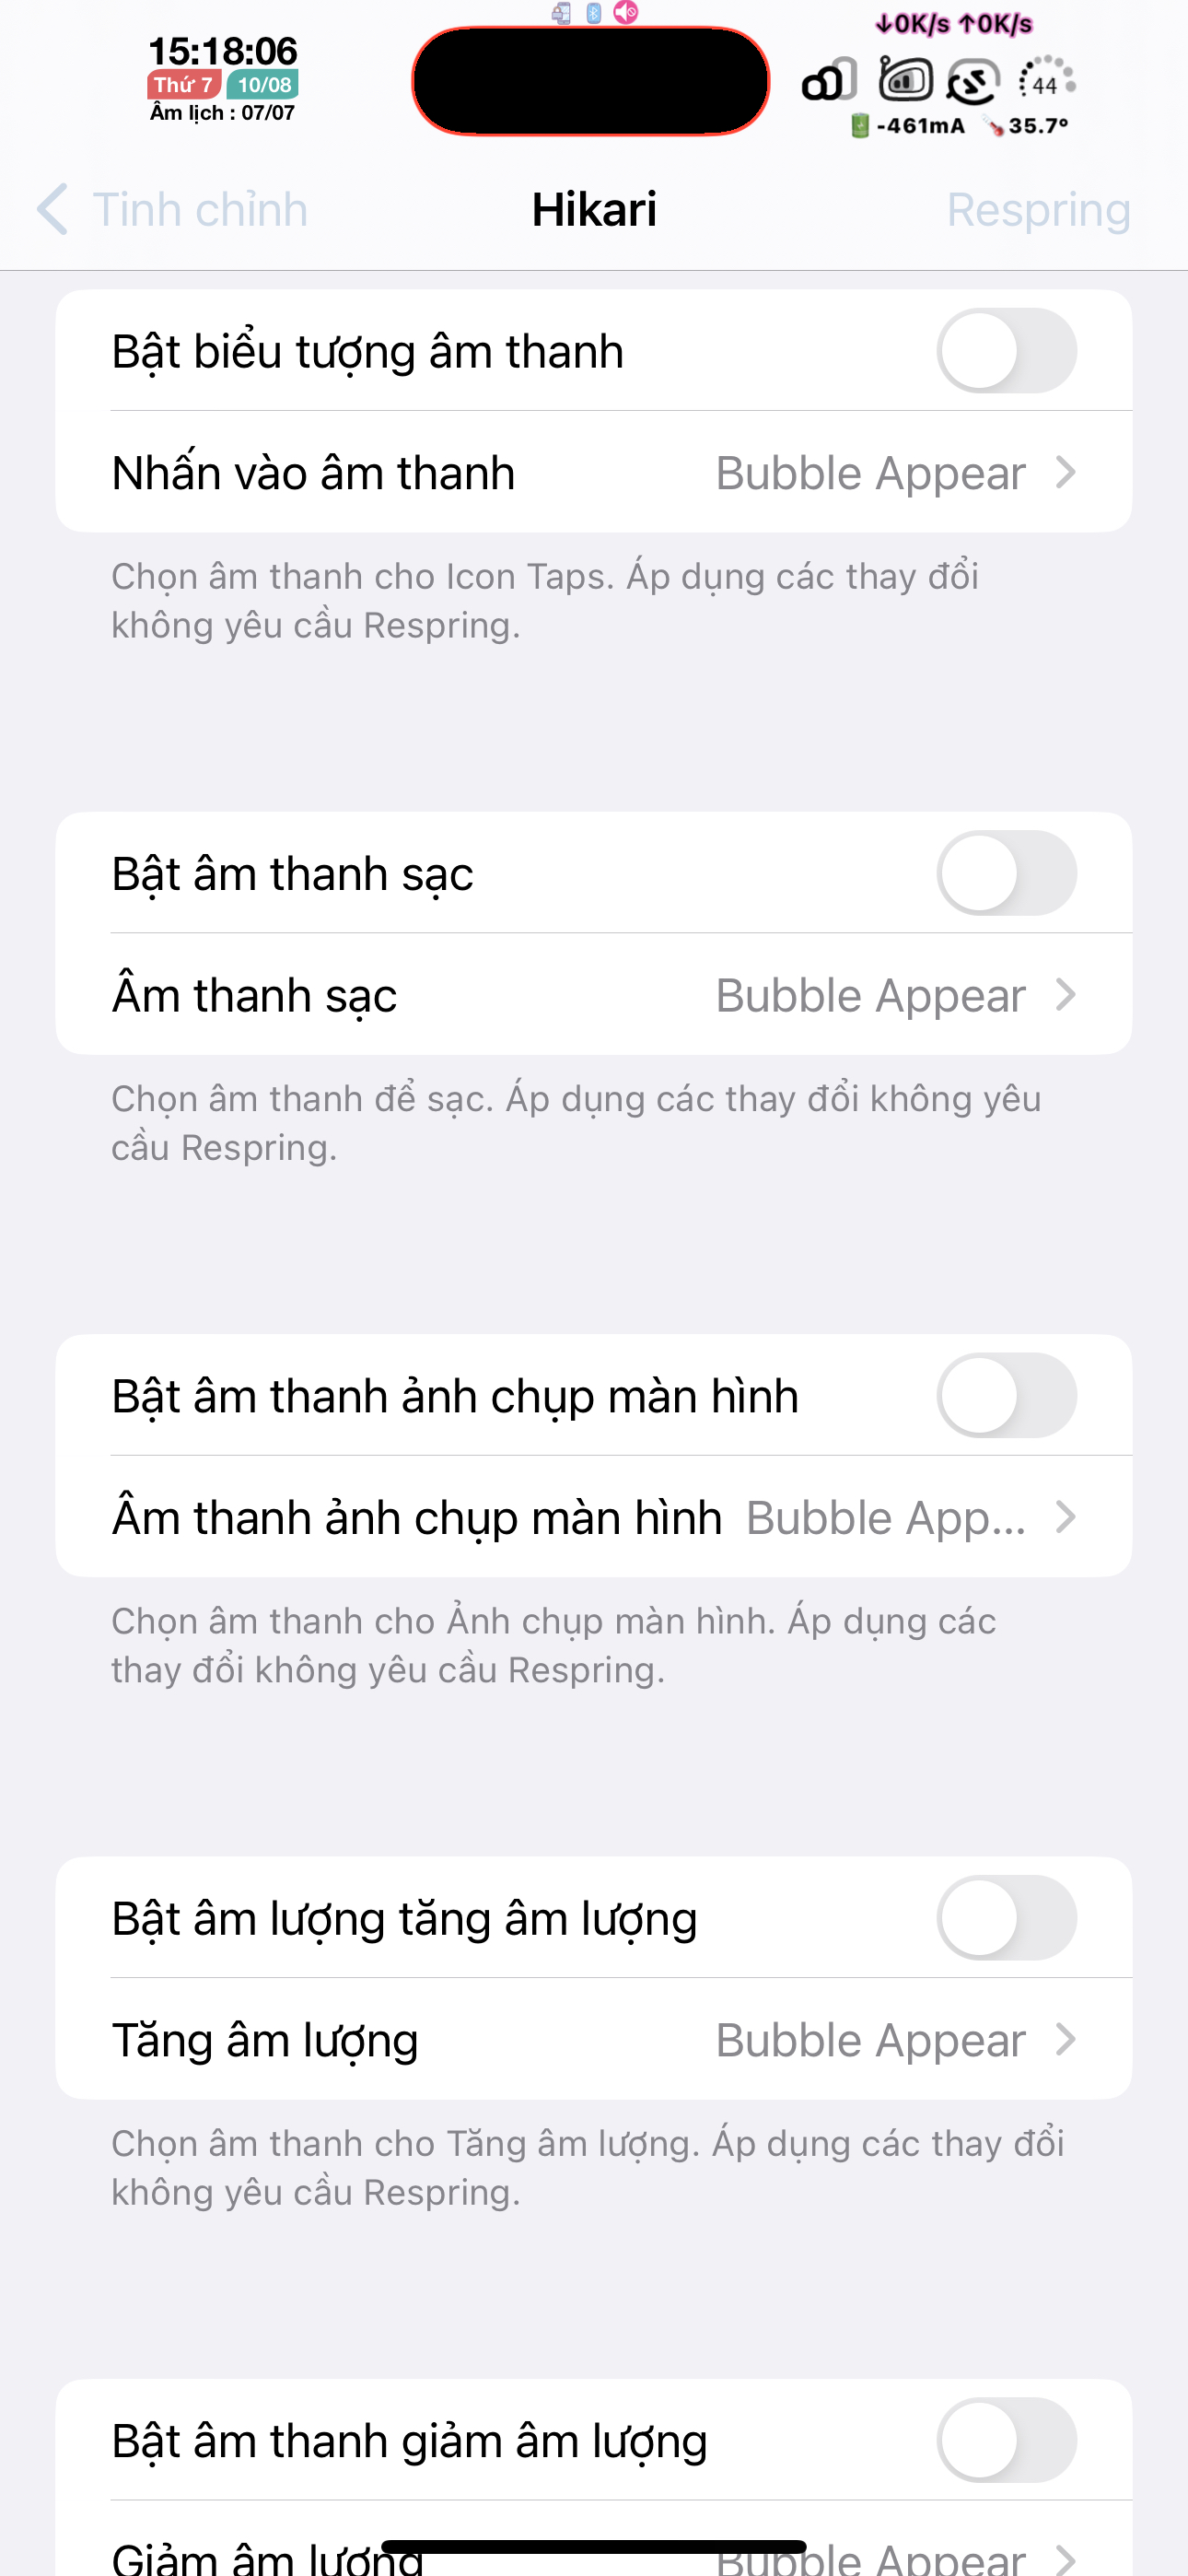 ↓0K/s ↑0K/s
15:18:06
Thứ 7 10/08
44
Âm lịch : 07/07
-461mA 35.7°
Tinh chỉnh
Hikari
Respring
Bật biểu tượng âm thanh
Nhấn vào âm thanh Bubble Appear
Chọn âm thanh cho Icon Taps. Áp dụng các thay đổi
không yêu cầu Respring.
Bật âm thanh sạc
Âm thanh sạc Bubble Appear
Chọn âm thanh để sạc. Áp dụng các thay đổi không yêu
cầu Respring.
Bật âm thanh ảnh chụp màn hình
Âm thanh ảnh chụp màn hình Bubble App...
Chọn âm thanh cho Ảnh chụp màn hình. Áp dụng các
thay đổi không yêu cầu Respring.
Bật âm lượng tăng âm lượng
Tăng âm lượng Bubble Appear
Chọn âm thanh cho Tăng âm lượng. Áp dụng các thay đổi
không yêu cầu Respring.
Bật âm thanh giảm âm lượng
Giảm âm lượng Bubble Appear